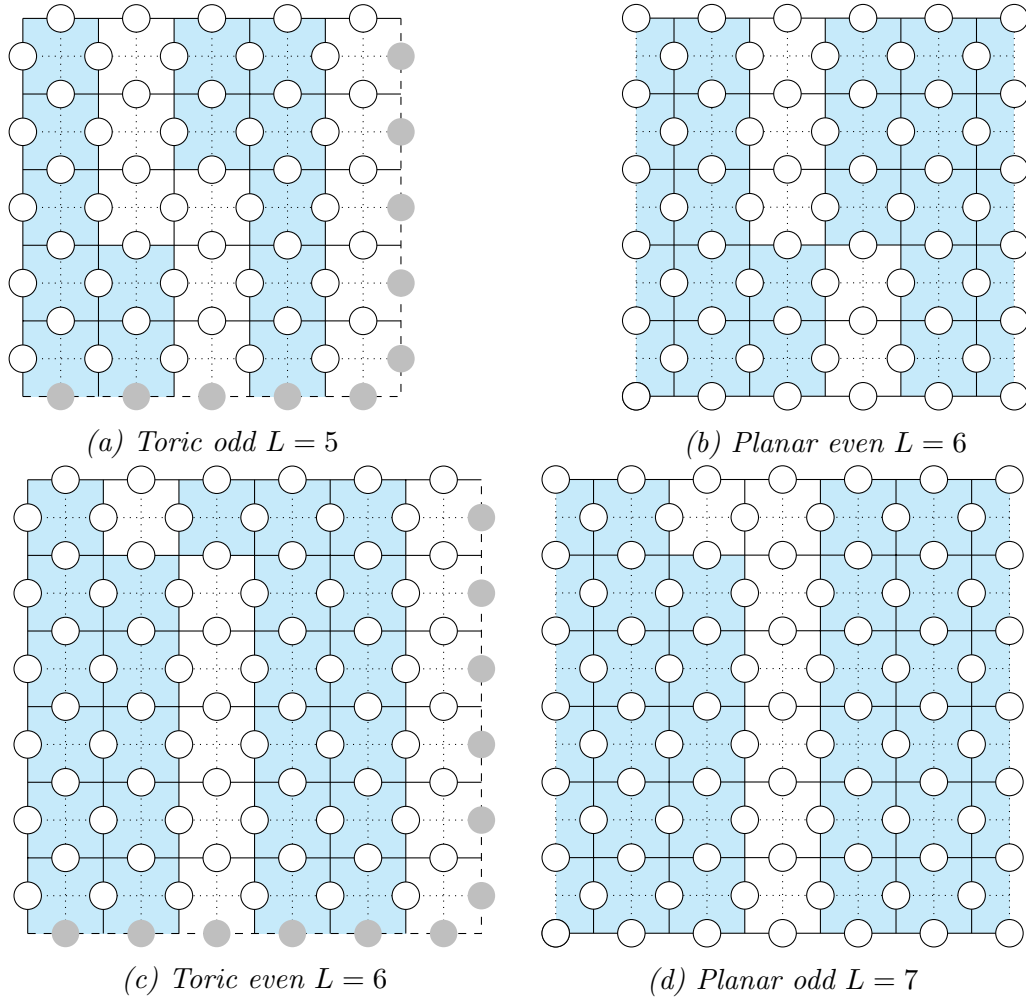 (a) Toric odd L = 5
(b) Planar even L = 6
(c) Toric even L = 6
(d) Planar odd L = 7